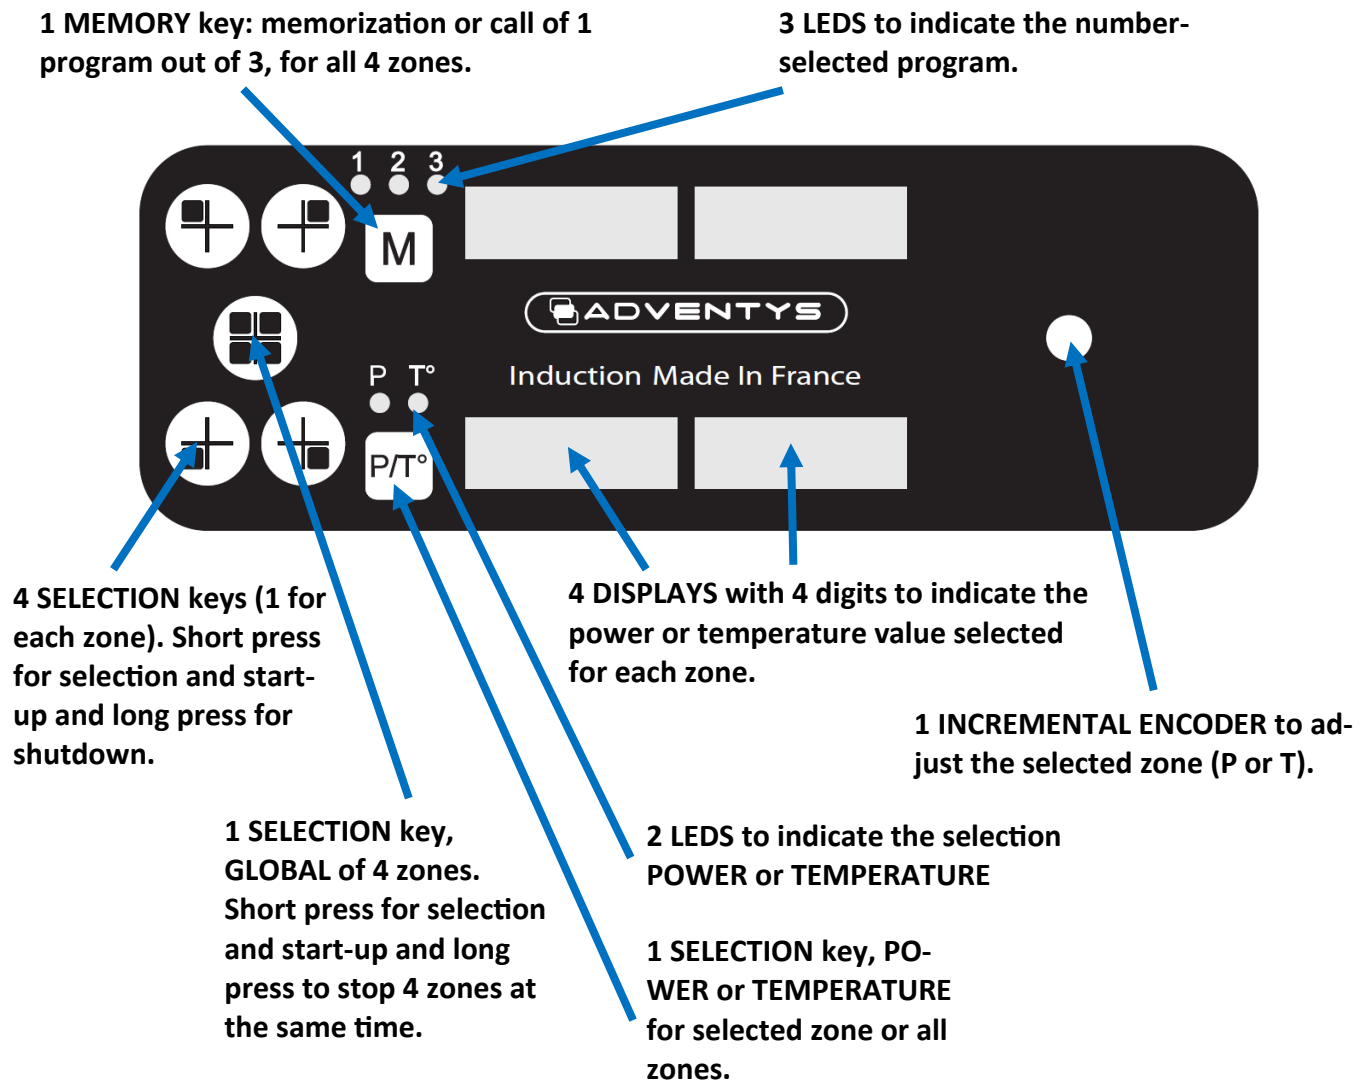 1 MEMORY key: memorization or call of 1
program out of 3, for all 4 zones.
3 LEDS to indicate the number-
selected program.
1 2 3
M
ADVENTYS
Induction Made In France
P T°
P/T°
4 SELECTION keys (1 for
each zone). Short press
for selection and start-
up and long press for
shutdown.
4 DISPLAYS with 4 digits to indicate the
power or temperature value selected
for each zone.
1 INCREMENTAL ENCODER to ad-
just the selected zone (P or T).
1 SELECTION key,
GLOBAL of 4 zones.
Short press for selection
and start-up and long
press to stop 4 zones at
the same time.
2 LEDS to indicate the selection
POWER or TEMPERATURE
1 SELECTION key, PO-
WER or TEMPERATURE
for selected zone or all
zones.